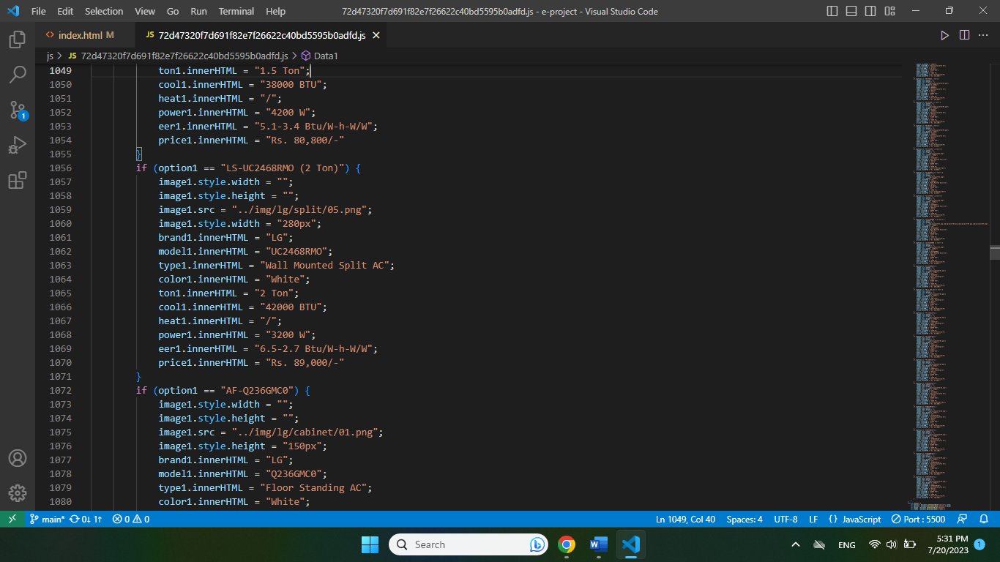 File Edit Selection View Go Run Terminal Help 72d47320f7d691f82e7f26622c40bd5595b0adfd.js - e-project - Visual Studio Code
index.html M JS 72d47320f7d691f82e7f26622c40bd5595b0adfd.js
js > JS 72d47320f7d691f82e7f26622c40bd5595b0adfd.js > Data1
1049 ton1.innerHTML = "1.5 Ton";
1050 cool1.innerHTML = "38000 BTU";
1051 heat1.innerHTML = "/";
1052 power1.innerHTML = "4200 W";
1053 eer1.innerHTML = "5.1-3.4 Btu/W-h-W/W";
1054 price1.innerHTML = "Rs. 80,800/-"
1055 }
1056 if (option1 == "LS-UC2468RMO (2 Ton)") {
1057 image1.style.width = "";
1058 image1.style.height = "";
1059 image1.src = "../img/lg/split/05.png";
1060 image1.style.width = "280px";
1061 brand1.innerHTML = "LG";
1062 model1.innerHTML = "UC2468RMO";
1063 type1.innerHTML = "Wall Mounted Split AC";
1064 color1.innerHTML = "White";
1065 ton1.innerHTML = "2 Ton";
1066 cool1.innerHTML = "42000 BTU";
1067 heat1.innerHTML = "/";
1068 power1.innerHTML = "3200 W";
1069 eer1.innerHTML = "6.5-2.7 Btu/W-h-W/W";
1070 price1.innerHTML = "Rs. 89,000/-"
1071 }
1072 if (option1 == "AF-Q236GMC0") {
1073 image1.style.width = "";
1074 image1.style.height = "";
1075 image1.src = "../img/lg/cabinet/01.png";
1076 image1.style.height = "150px";
1077 brand1.innerHTML = "LG";
1078 model1.innerHTML = "Q236GMC0";
1079 type1.innerHTML = "Floor Standing AC";
1080 color1.innerHTML = "White";
1
main* 0↓ 1↑ 0 0 Ln 1049, Col 40 Spaces: 4 UTF-8 LF {} JavaScript Port : 5500
Search ENG 5:31 PM
7/20/2023 1